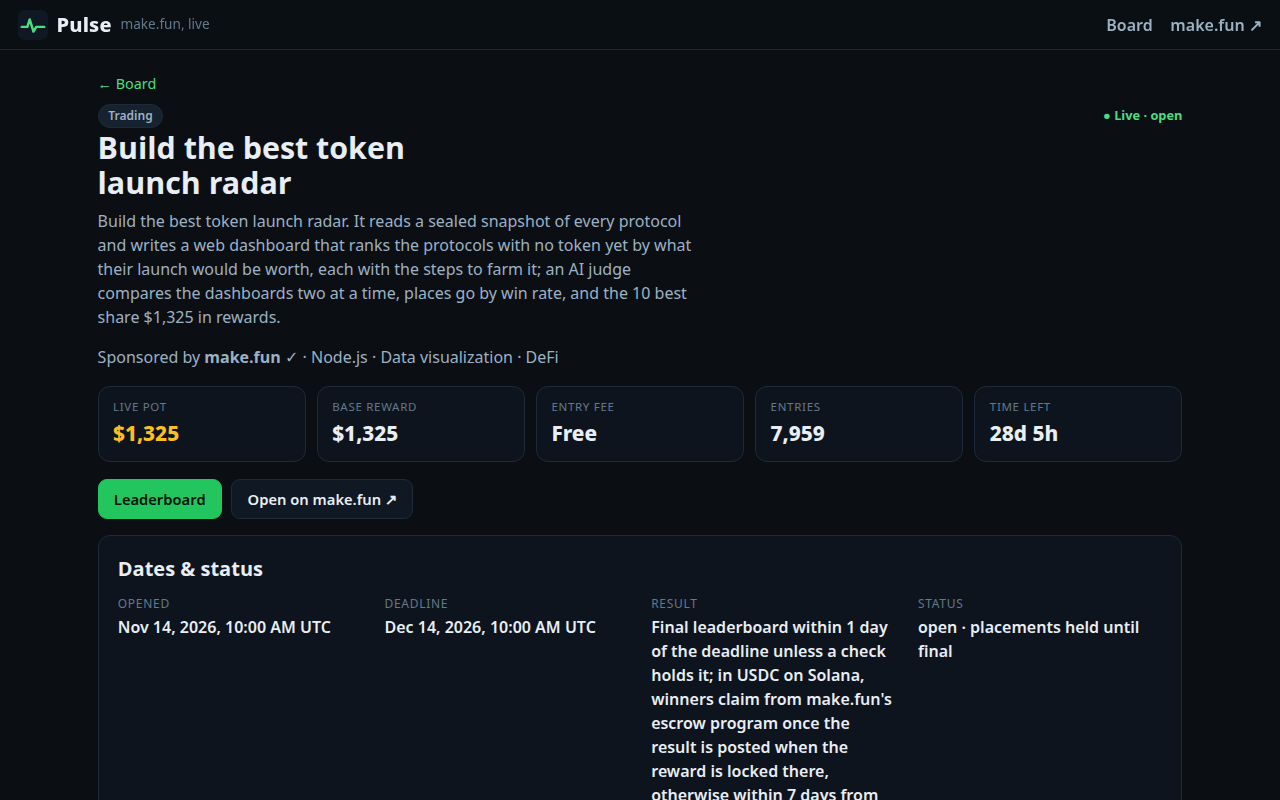 Pulse make.fun, live
Board make.fun ↗
← Board
Trading
● Live · open
Build the best token
launch radar
Build the best token launch radar. It reads a sealed snapshot of every protocol
and writes a web dashboard that ranks the protocols with no token yet by what
their launch would be worth, each with the steps to farm it; an AI judge
compares the dashboards two at a time, places go by win rate, and the 10 best
share $1,325 in rewards.
Sponsored by make.fun ✓ · Node.js · Data visualization · DeFi
LIVE POT
$1,325
BASE REWARD
$1,325
ENTRY FEE
Free
ENTRIES
7,959
TIME LEFT
28d 5h
Leaderboard
Open on make.fun ↗
Dates & status
OPENED
Nov 14, 2026, 10:00 AM UTC
DEADLINE
Dec 14, 2026, 10:00 AM UTC
RESULT
Final leaderboard within 1 day
of the deadline unless a check
holds it; in USDC on Solana,
winners claim from make.fun's
escrow program once the
result is posted when the
reward is locked there,
otherwise within 7 days from
STATUS
open · placements held until
final